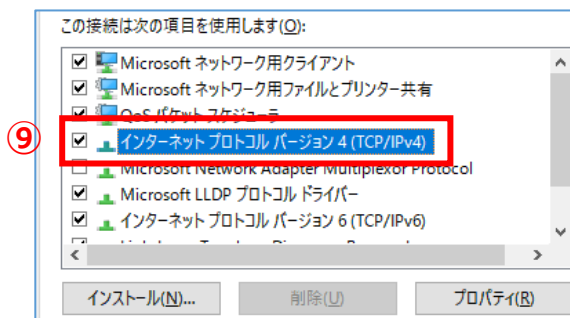 この接続は次の項目を使用します(O):
Microsoft ネットワーク用クライアント
Microsoft ネットワーク用ファイルとプリンター共有
QoS パケット スケジューラ
⑨ インターネット プロトコル バージョン 4 (TCP/IPv4)
Microsoft Network Adapter Multiplexor Protocol
Microsoft LLDP プロトコル ドライバー
インターネット プロトコル バージョン 6 (TCP/IPv6)
インストール(N)... 削除(U) プロパティ(R)